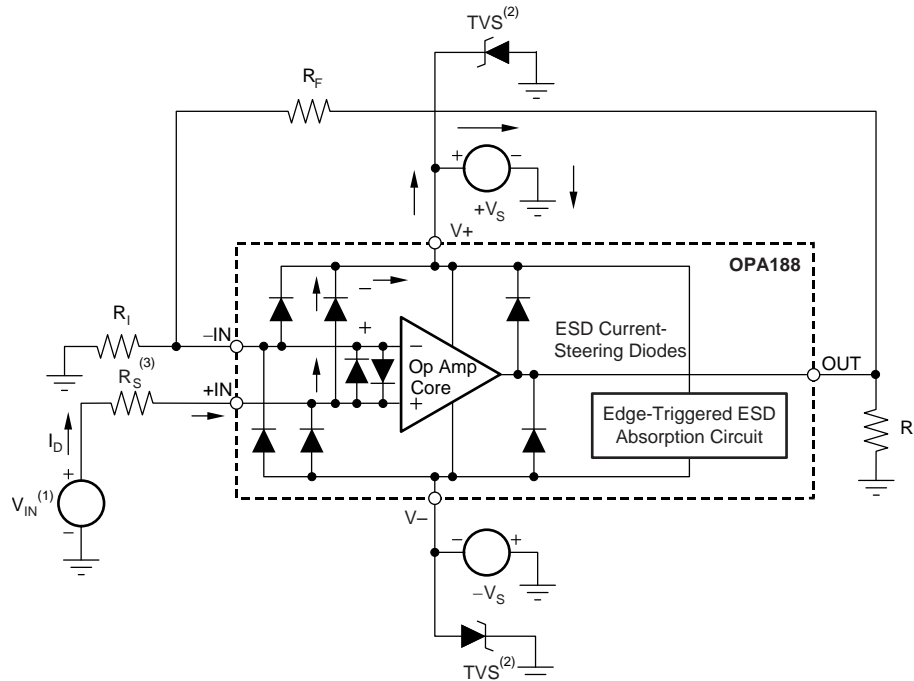 TVS(2)
RF
+ −
+VS
V+
OPA188
RI
−IN
− +
ESD Current-
Steering Diodes
OUT
(3)
RS
+IN
−
+
Op Amp
Core
Edge-Triggered ESD
Absorption Circuit
R
ID
+
VIN(1)
−
V−
− +
−VS
TVS(2)